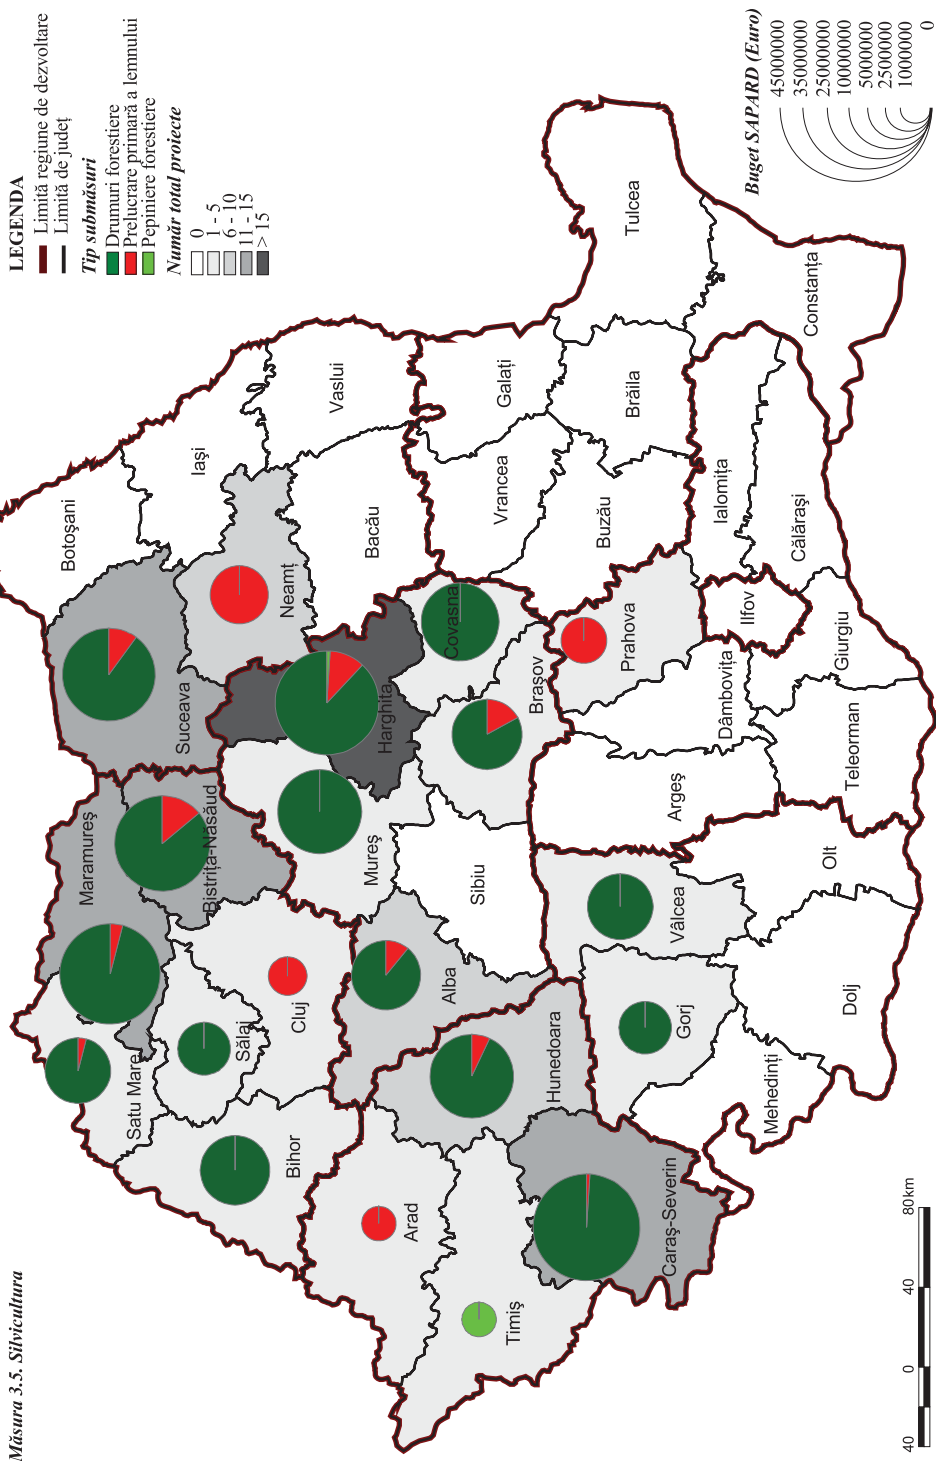 Măsura 3.5. Silvicultura
LEGENDA
Limită regiune de dezvoltare
Limită de județ
Tip submăsuri
Drumuri forestiere
Prelucrare primară a lemnului
Pepiniere forestiere
Număr total proiecte
0
1 - 5
6 - 10
11 - 15
> 15
Botoșani
Suceava
Iași
Maramureș
Satu Mare
Bistrița-Năsăud
Neamț
Sălaj
Vaslui
Bihor
Cluj
Mureș
Harghita
Bacău
Arad
Alba
Sibiu
Covasna
Vrancea
Galați
Timiș
Hunedoara
Brașov
Buzău
Brăila
Tulcea
Prahova
Caraș-Severin
Gorj
Vâlcea
Argeș
Dâmbovița
Ilfov
Ialomița
Mehedinți
Dolj
Olt
Teleorman
Giurgiu
Călărași
Constanța
Buget SAPARD (Euro)
45000000
35000000
25000000
10000000
5000000
2500000
1000000
0
40 0 40 80km